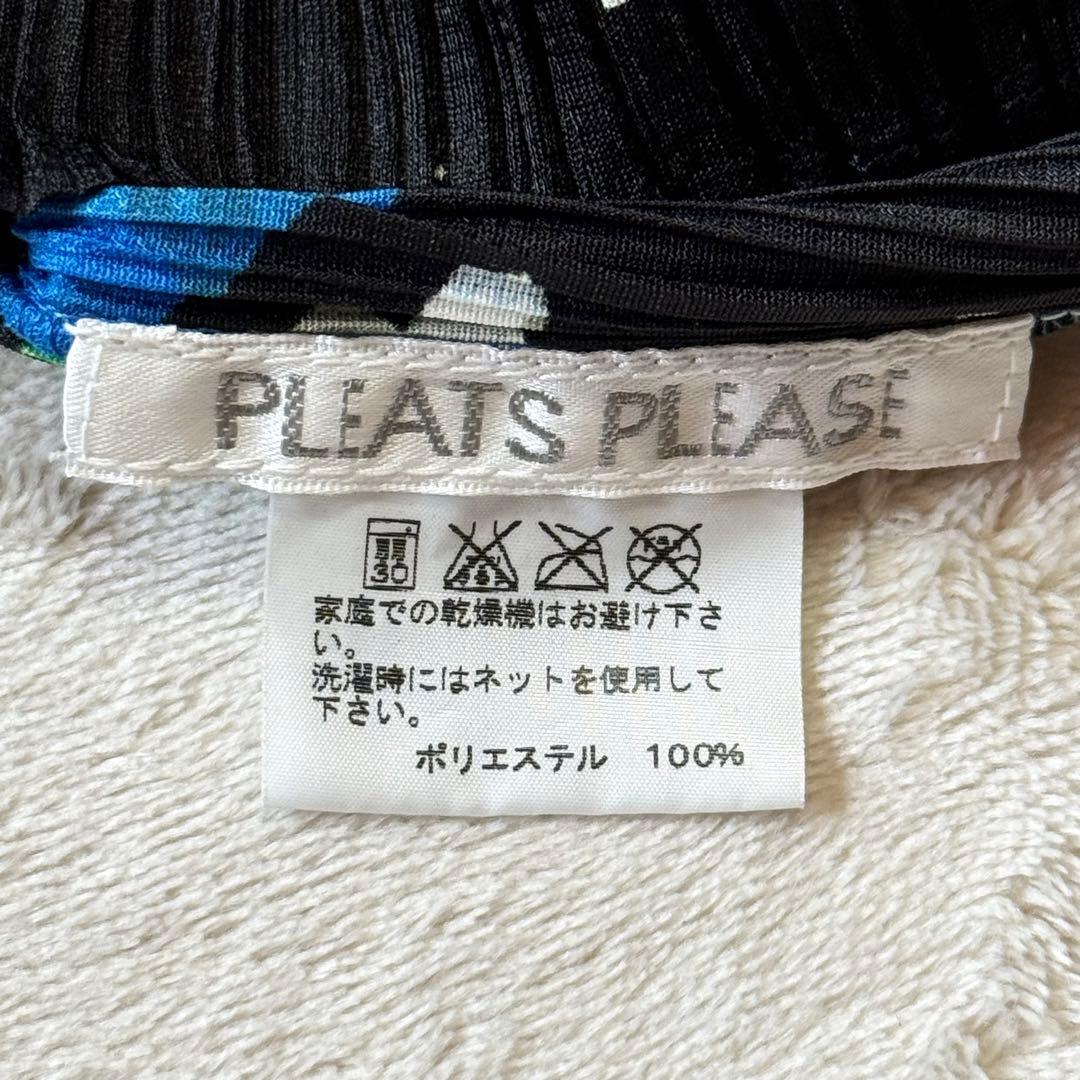 PLEATS PLEASE
弱
30
家庭での乾燥機はお避け下さ
い。
洗濯時にはネットを使用して
下さい。
ポリエステル 100%